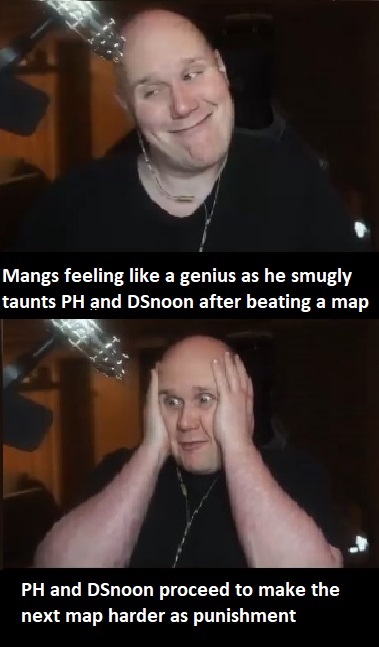 Mangs feeling like a genius as he smugly
taunts PH and DSnoon after beating a map
PH and DSnoon proceed to make the
next map harder as punishment